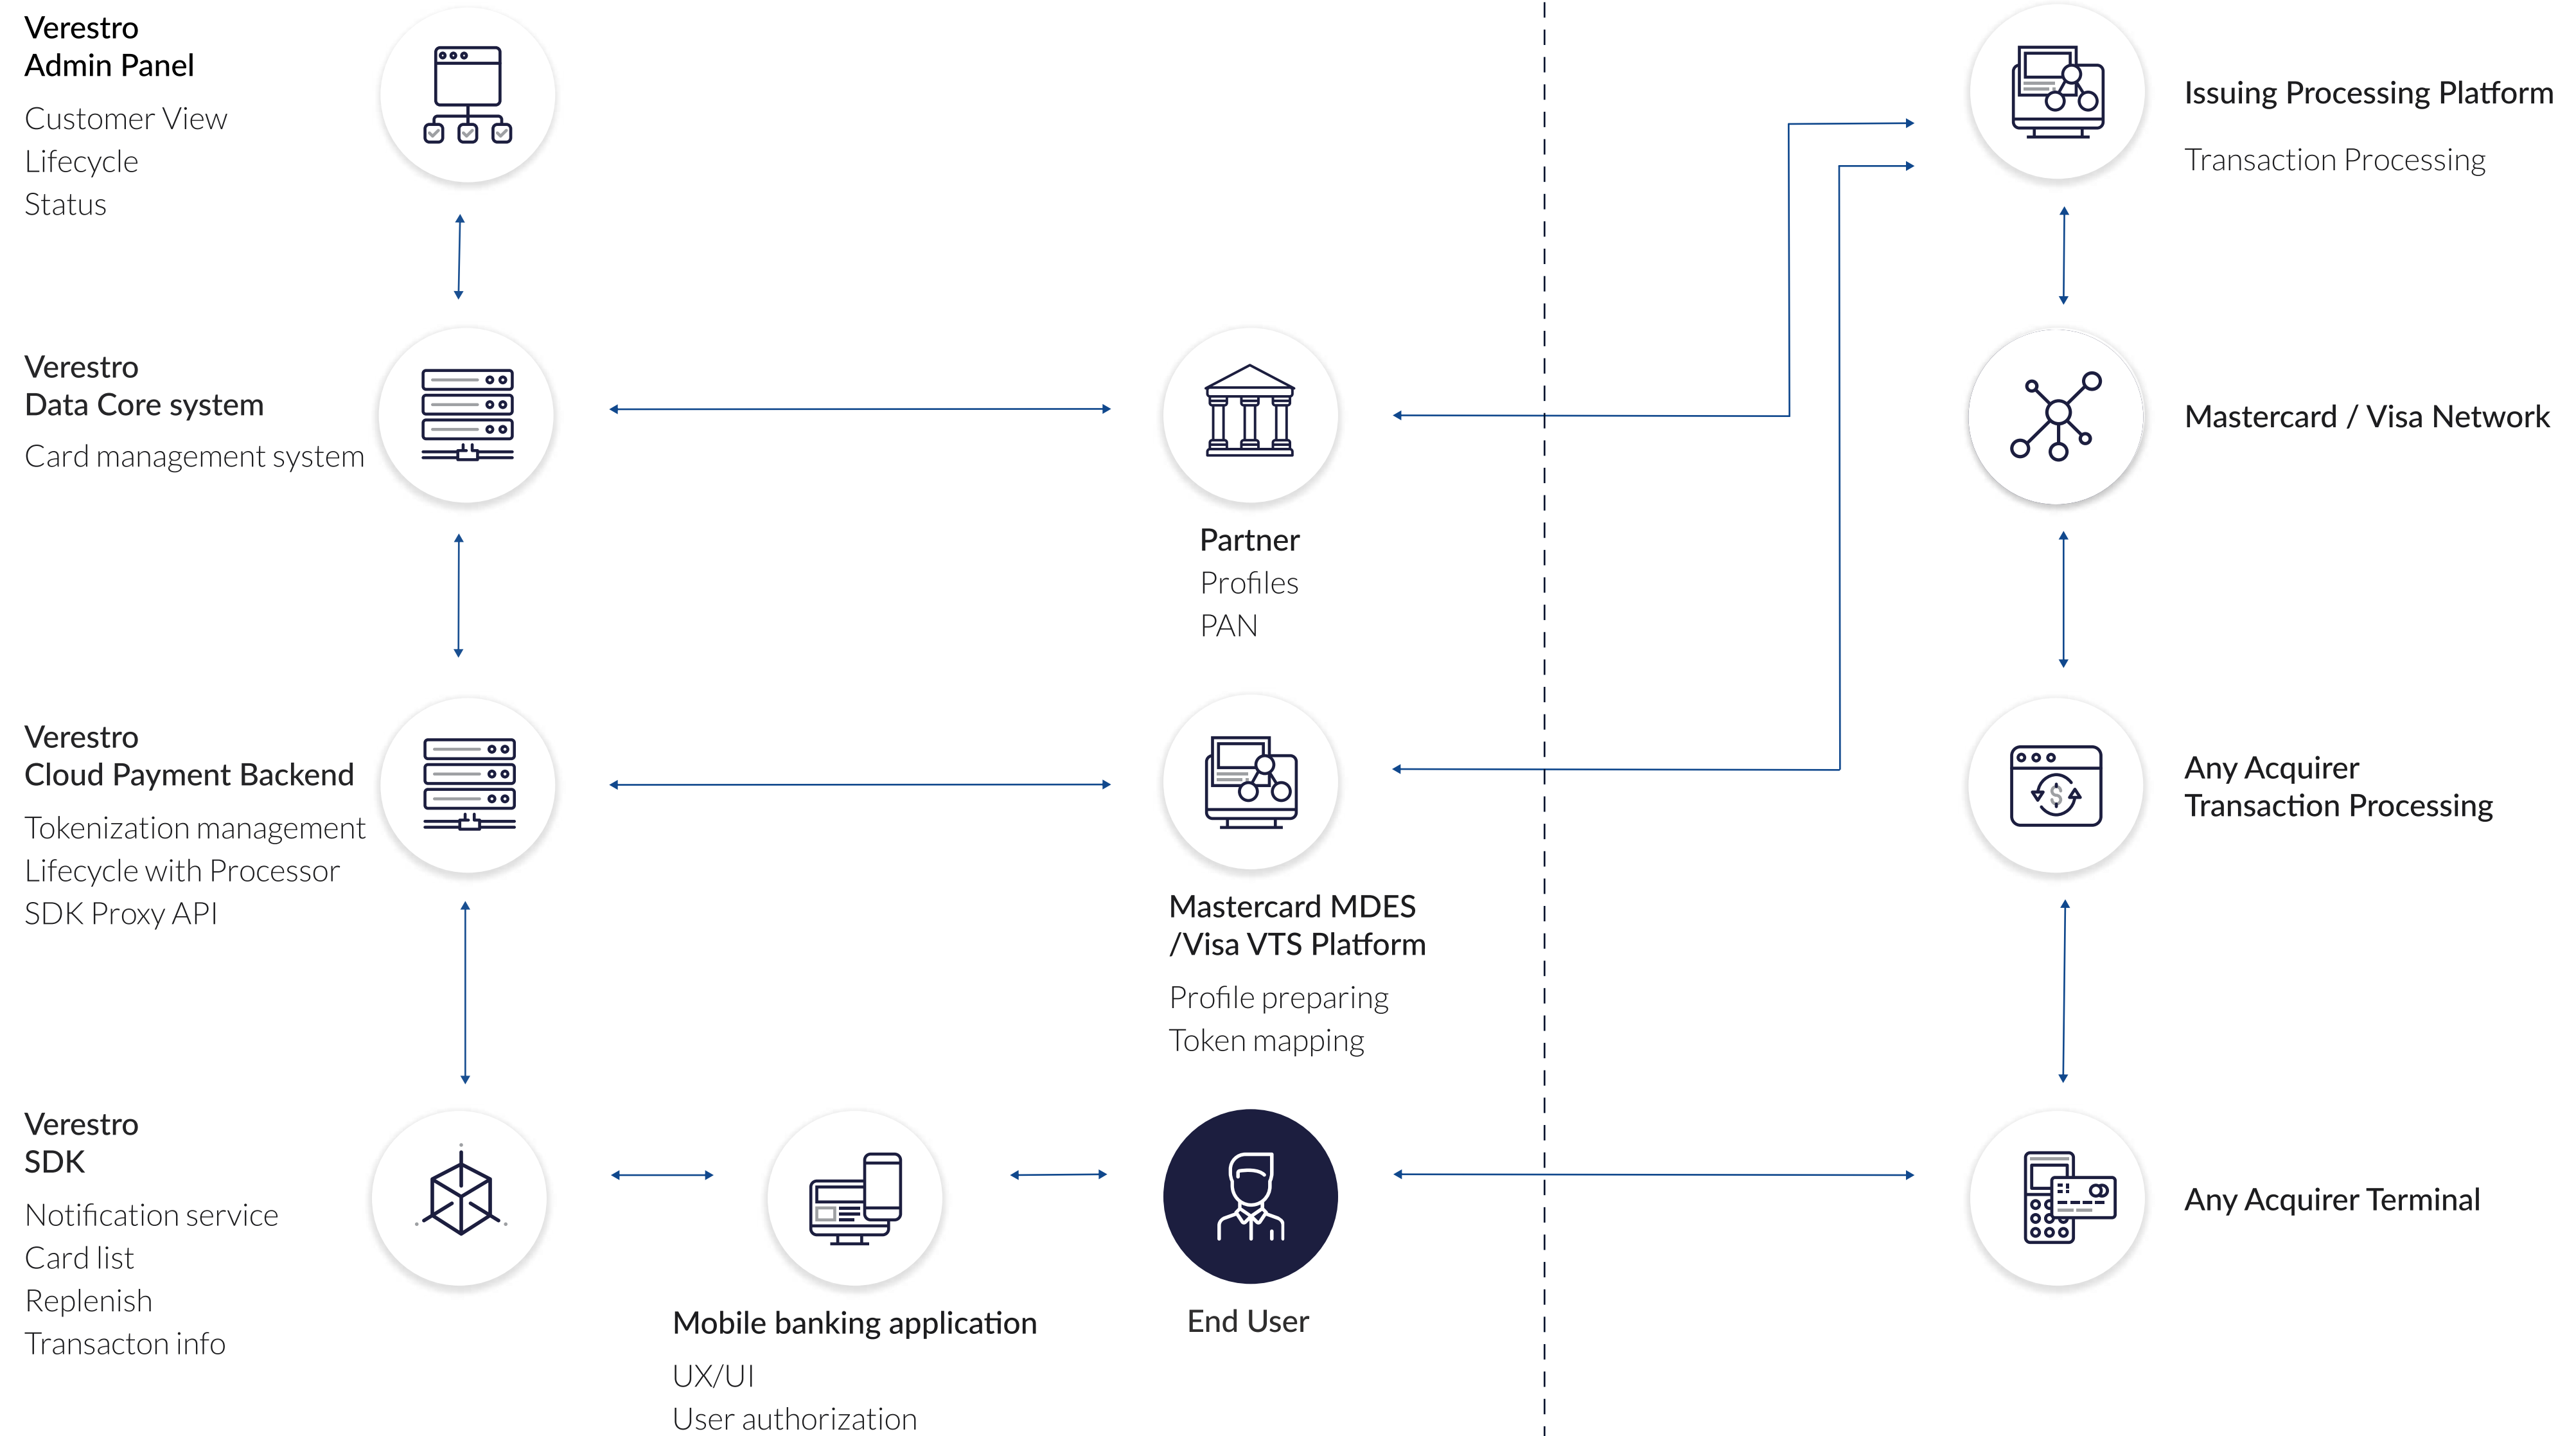 Verestro
Admin Panel
Customer View
Lifecycle
Status
Issuing Processing Platform
Transaction Processing
Verestro
Data Core system
Card management system
Partner
Profiles
PAN
Mastercard / Visa Network
Verestro
Cloud Payment Backend
Tokenization management
Lifecycle with Processor
SDK Proxy API
Mastercard MDES
/Visa VTS Platform
Profile preparing
Token mapping
Any Acquirer
Transaction Processing
Verestro
SDK
Notification service
Card list
Replenish
Transacton info
Mobile banking application
UX/UI
User authorization
End User
Any Acquirer Terminal